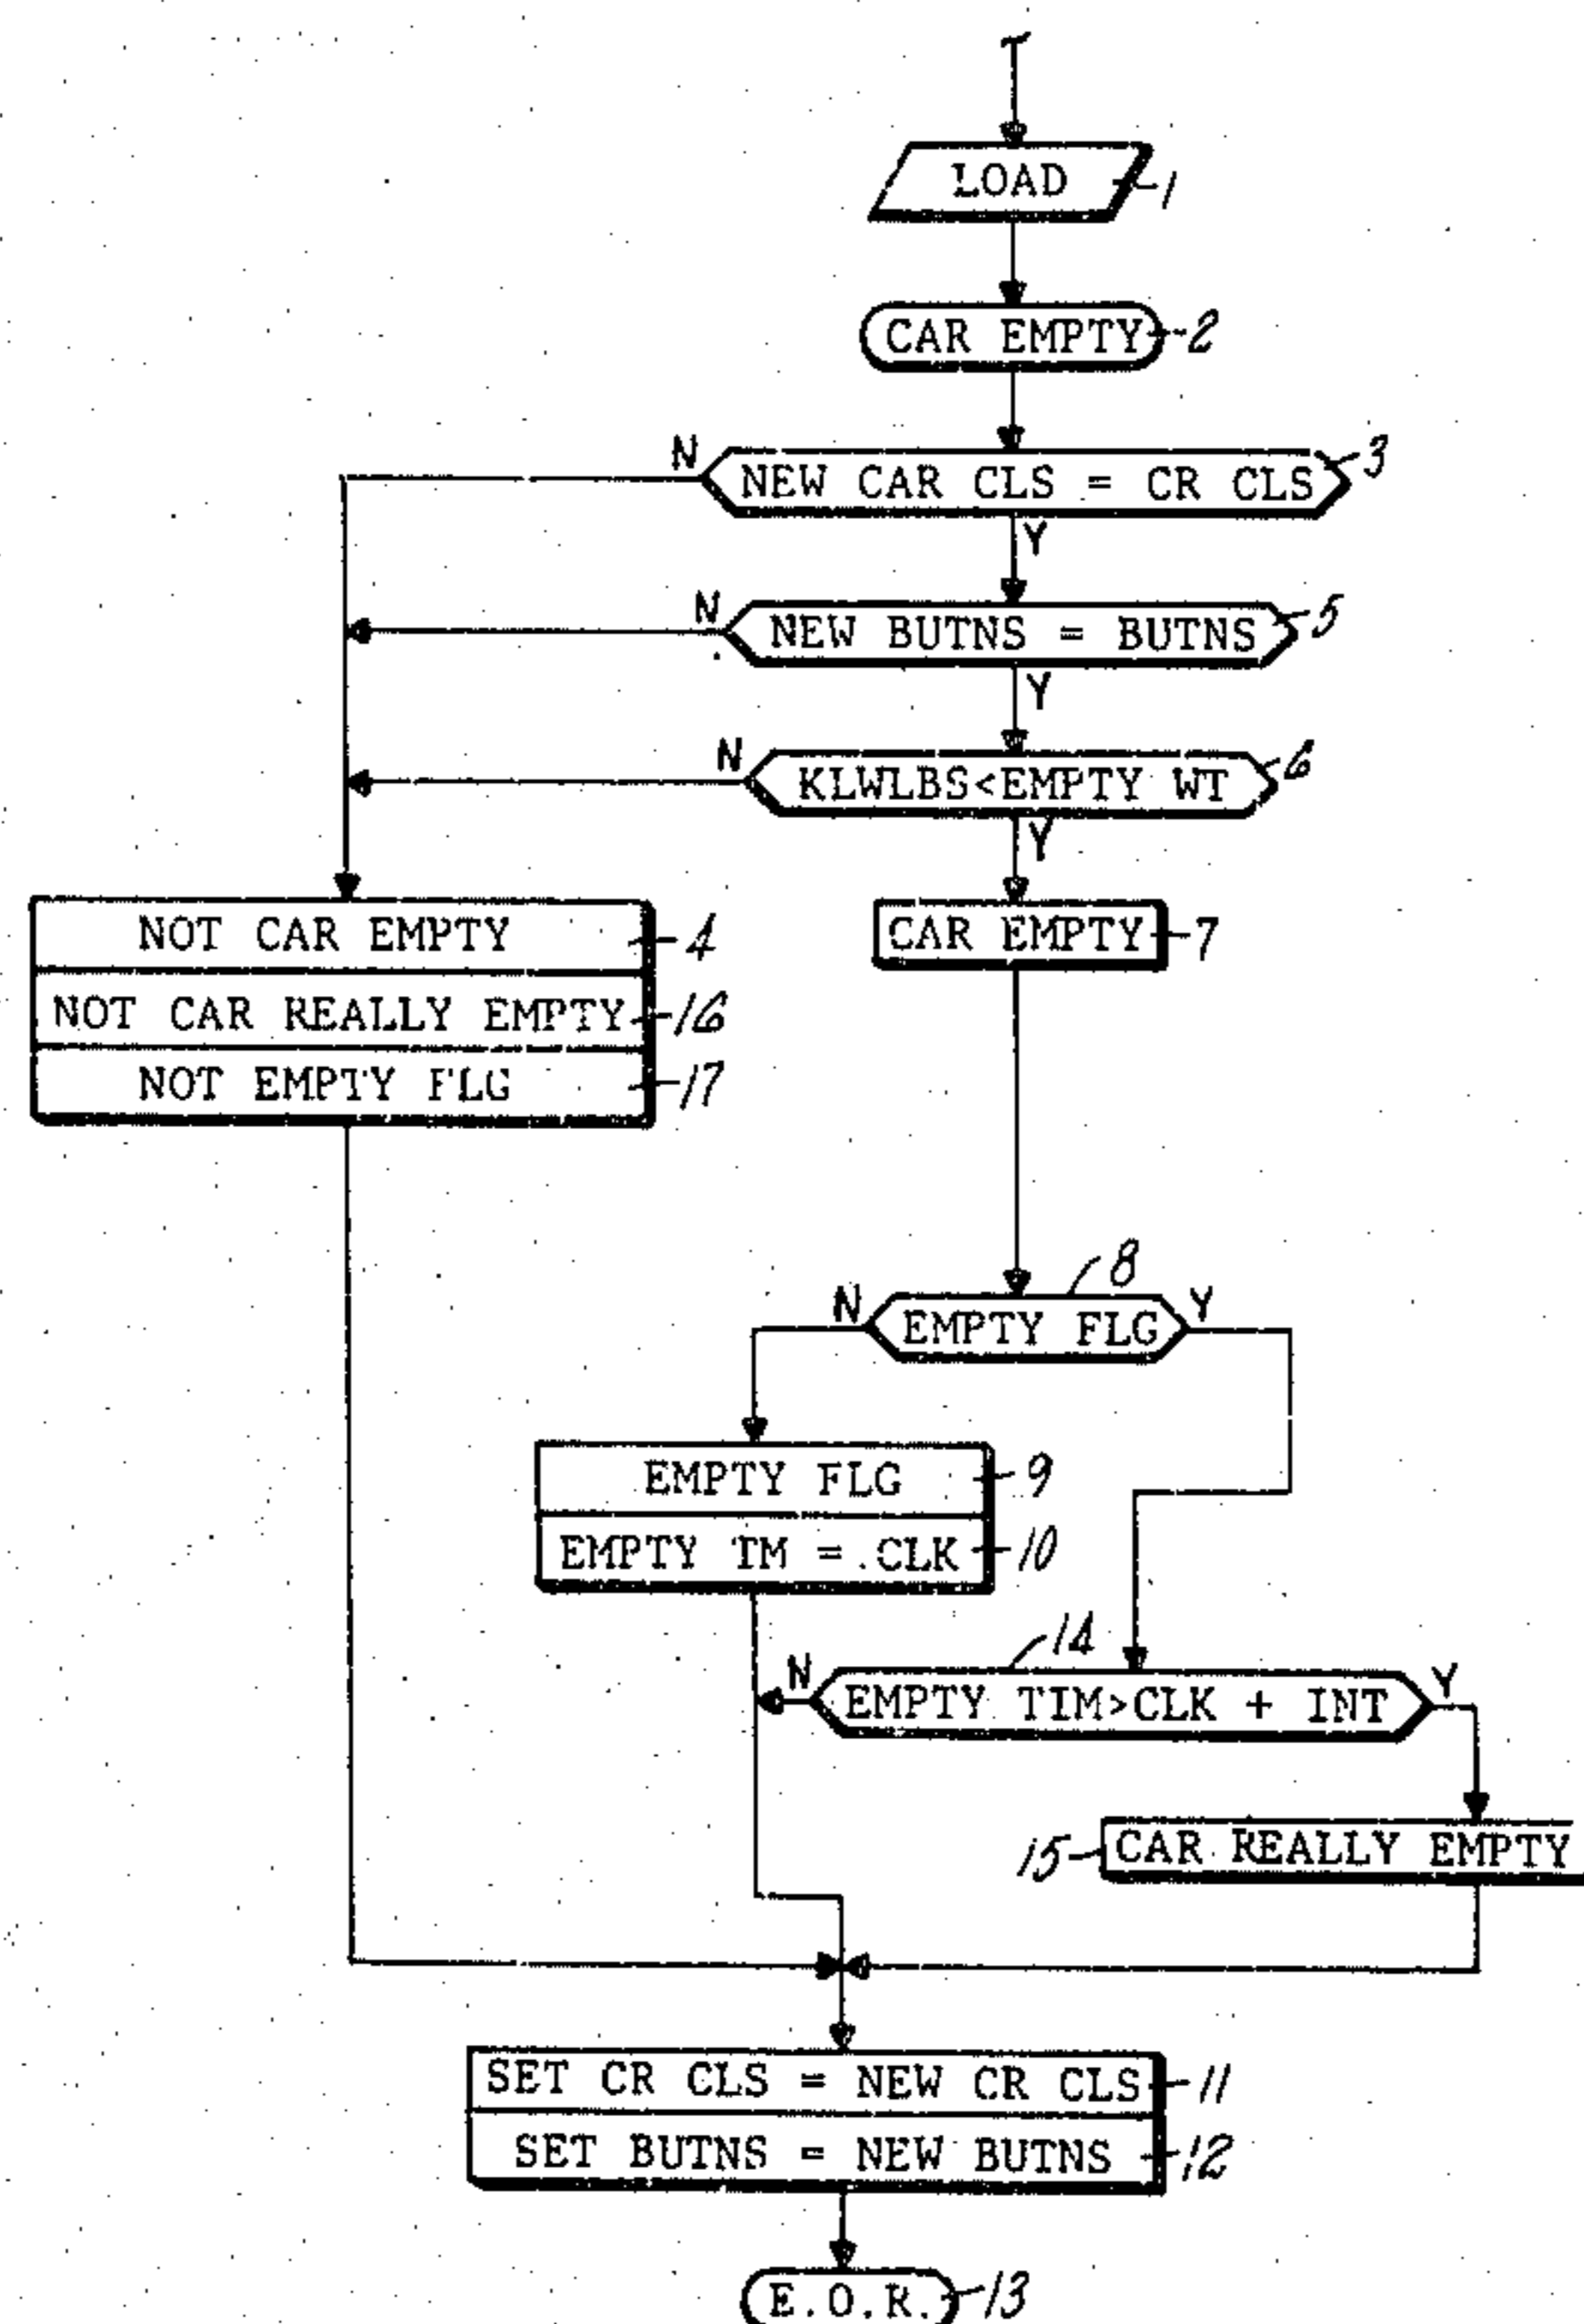 LOAD 1
CAR EMPTY 2
N NEW CAR CLS = CR CLS 3
Y
N NEW BUTNS = BUTNS 5
Y
N KLWLBS<EMPTY WT 6
Y
NOT CAR EMPTY 4
CAR EMPTY 7
NOT CAR REALLY EMPTY 16
NOT EMPTY FLG 17
8
N EMPTY FLG Y
EMPTY FLG 9
EMPTY TM = .CLK 10
14
N EMPTY TIM>CLK + INT Y
15 CAR REALLY EMPTY
SET CR CLS = NEW CR CLS 11
SET BUTNS = NEW BUTNS 12
E.O.R. 13